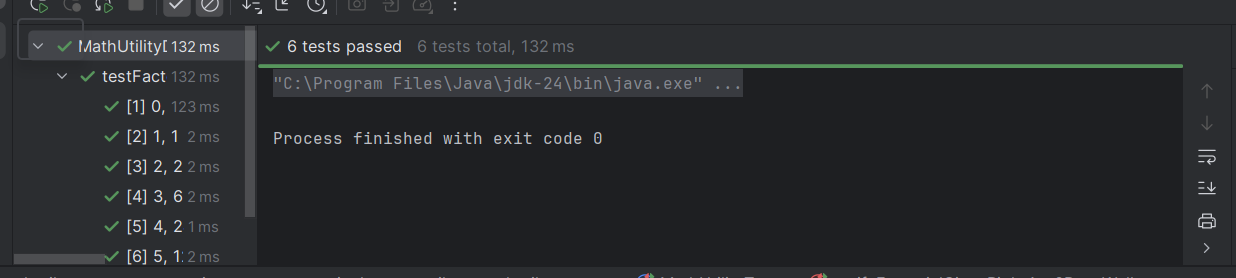 MathUtility 132 ms
6 tests passed 6 tests total, 132 ms
testFact 132 ms
"C:\Program Files\Java\jdk-24\bin\java.exe" ...
[1] 0, 123 ms
[2] 1, 1 2 ms
Process finished with exit code 0
[3] 2, 2 2 ms
[4] 3, 6 2 ms
[5] 4, 2 1 ms
[6] 5, 1 2 ms